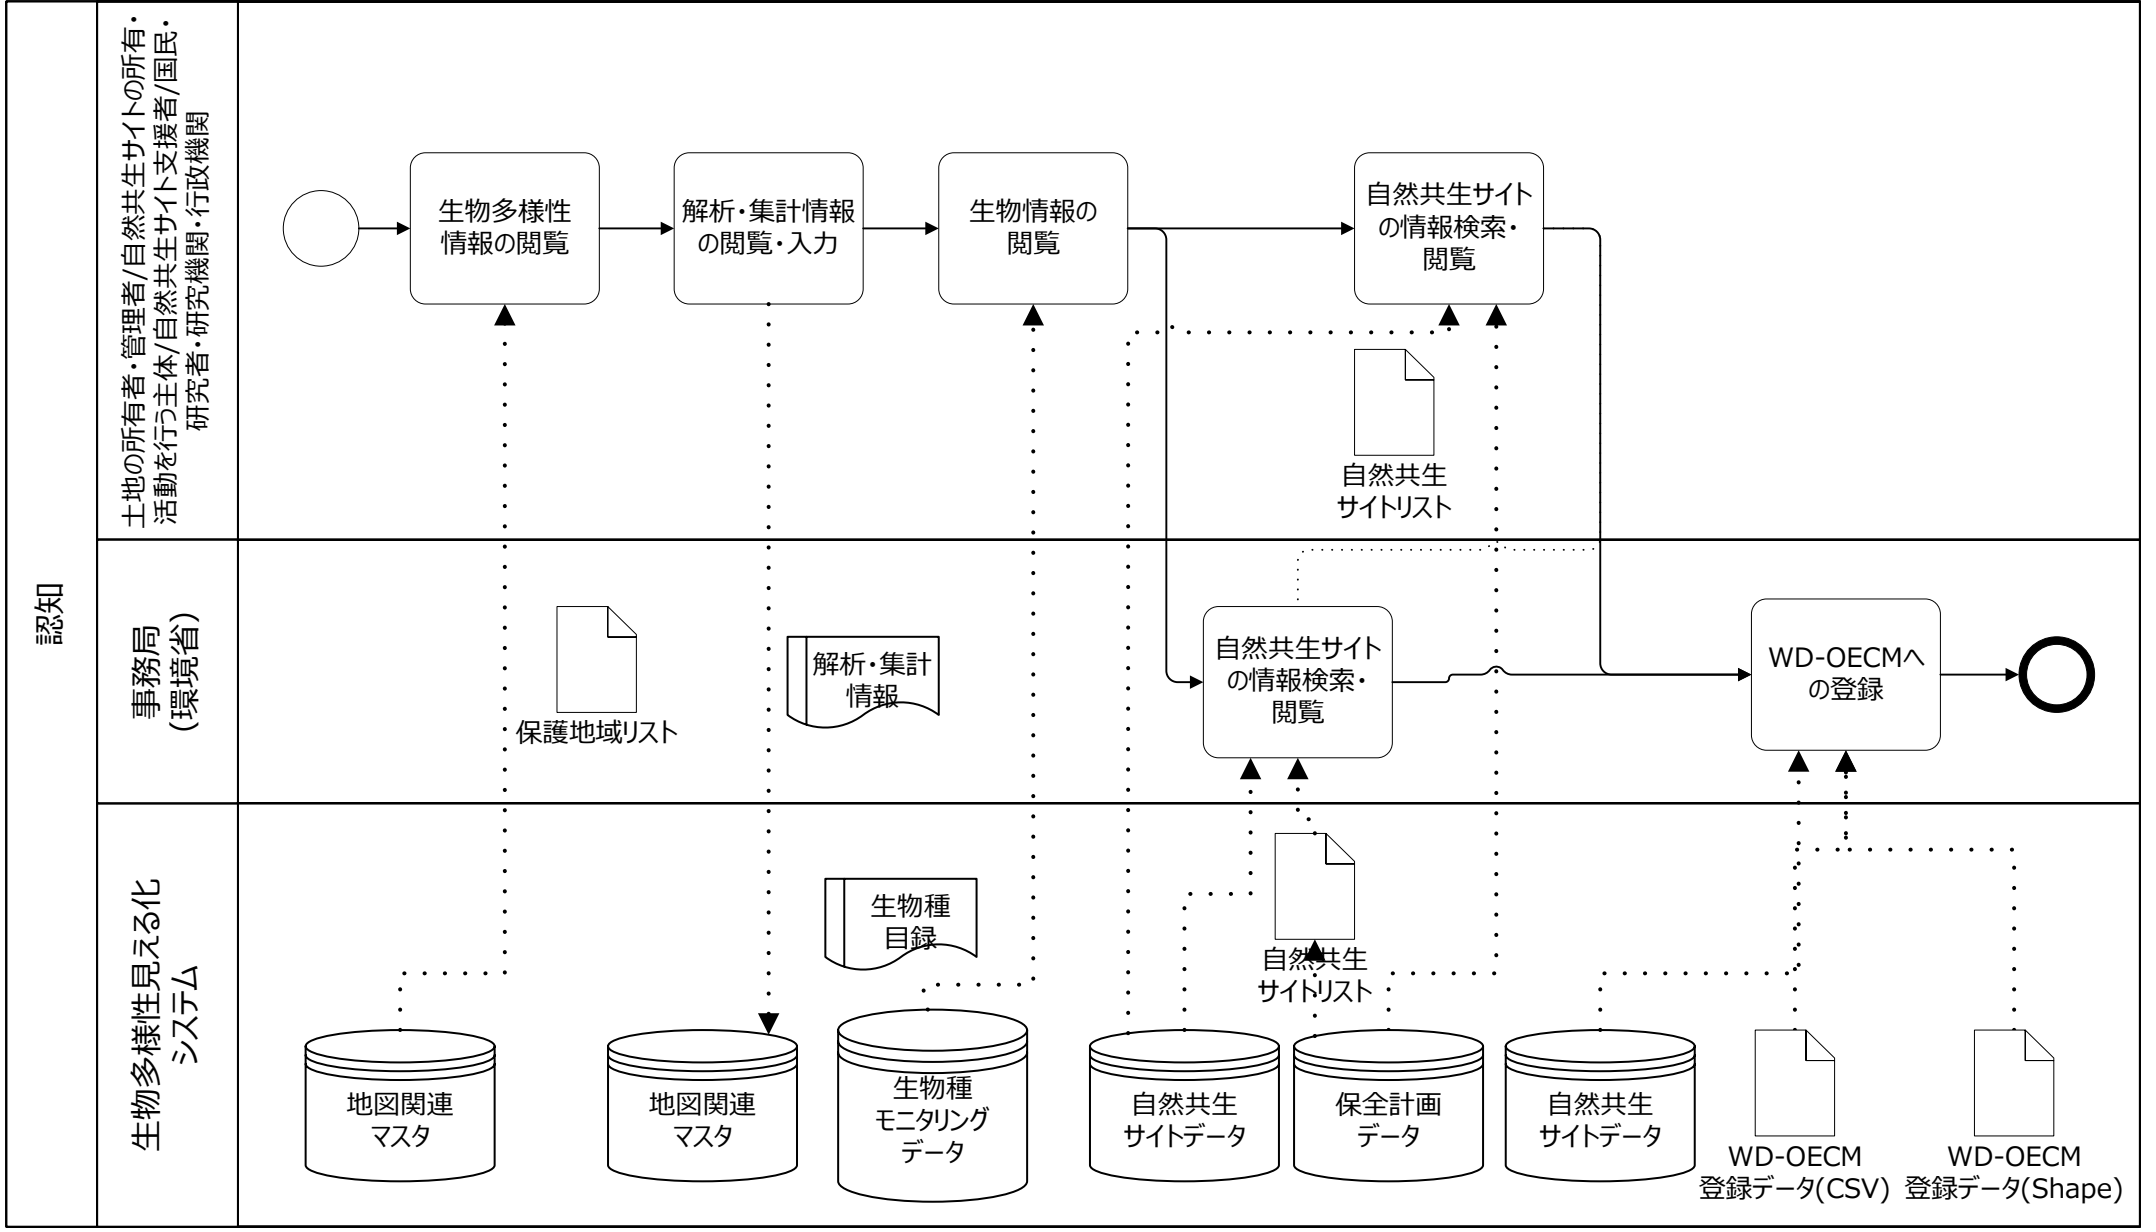 認知
土地の所有者・管理者/自然共生サイトの所有・
活動を行う主体/自然共生サイト支援者/国民・
研究者・研究機関・行政機関
生物多様性
情報の閲覧
解析・集計情報
の閲覧・入力
生物情報の
閲覧
自然共生サイト
の情報検索・
閲覧
自然共生
サイトリスト
事務局
(環境省)
保護地域リスト
解析・集計
情報
自然共生サイト
の情報検索・
閲覧
WD-OECMへ
の登録
生物多様性見える化
システム
生物種
目録
自然共生
サイトリスト
地図関連
マスタ
地図関連
マスタ
生物種
モニタリング
データ
自然共生
サイトデータ
保全計画
データ
自然共生
サイトデータ
WD-OECM
登録データ(CSV)
WD-OECM
登録データ(Shape)